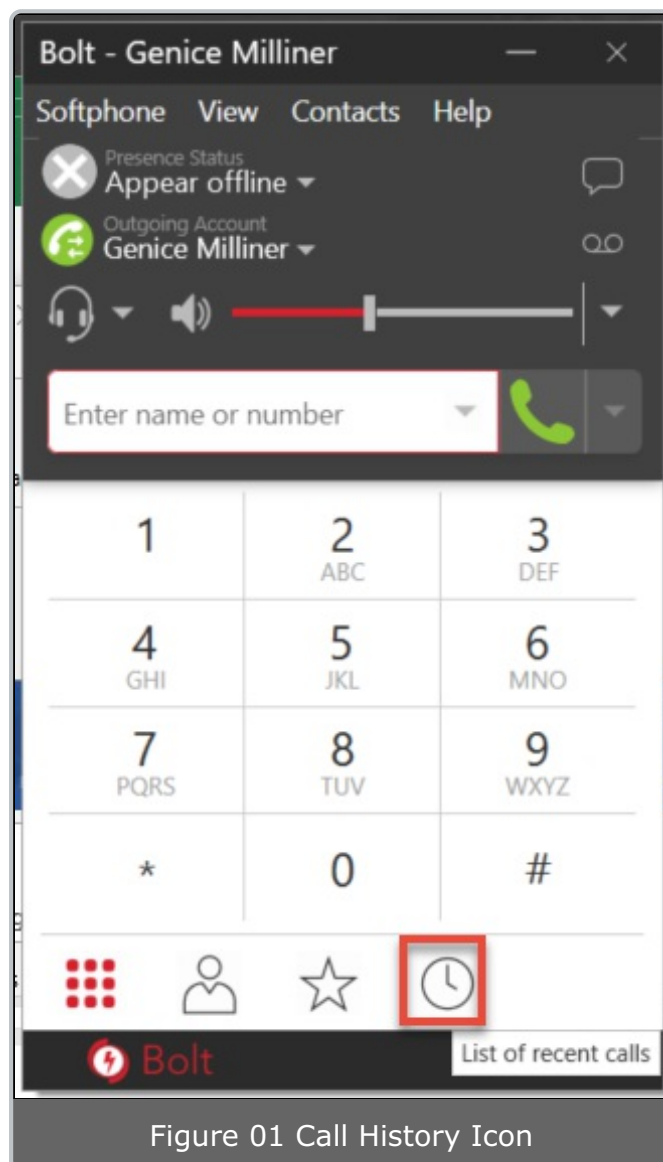 Bolt - Genice Milliner
Softphone View Contacts Help
Presence Status
Appear offline
Outgoing Account
Genice Milliner
Enter name or number
1 2 3
ABC DEF
4 5 6
GHI JKL MNO
7 8 9
PQRS TUV WXYZ
* 0 #
Bolt
List of recent calls
Figure 01 Call History Icon